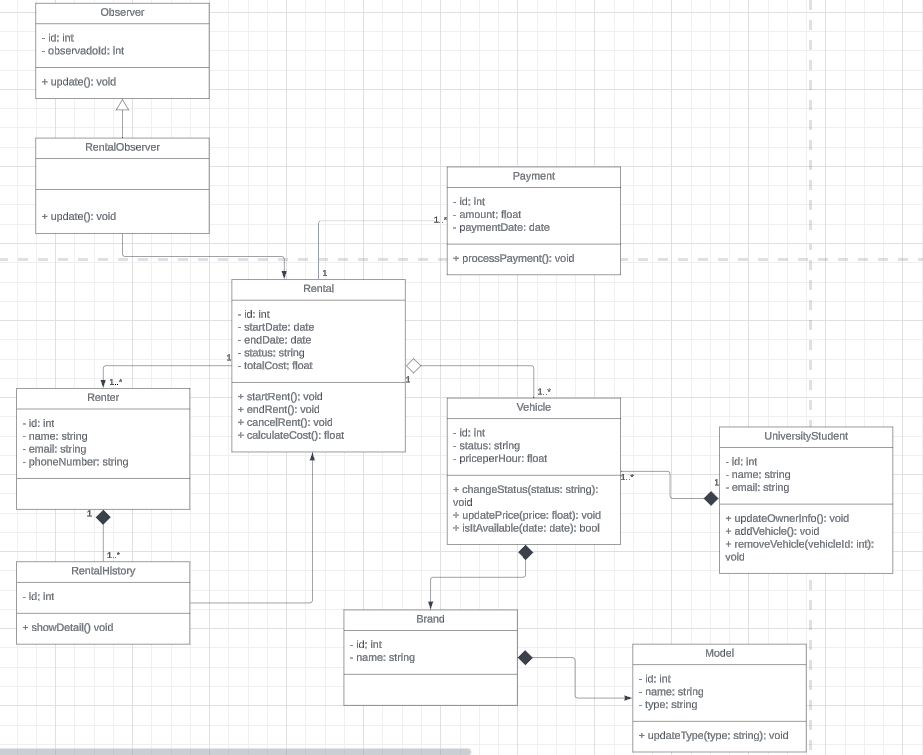 Observer
- id: int
- observadoId: int
+ update(): void
RentalObserver
+ update(): void
Payment
- id: int
- amount: float
- paymentDate: date
+ processPayment(): void
1..*
1
Rental
- id: int
- startDate: date
- endDate: date
- status: string
- totalCost: float
+ startRent(): void
+ endRent(): void
+ cancelRent(): void
+ calculateCost(): float
1
1..*
1
1..*
Renter
- id: int
- name: string
- email: string
- phoneNumber: string
1
1..*
RentalHistory
- id: int
+ showDetail() void
Vehicle
- id: int
- status: string
- priceperHour: float
+ changeStatus(status: string):
void
+ updatePrice(price: float): void
+ isItAvailable(date: date): bool
1..*
1
UniversityStudent
- id: int
- name: string
- email: string
+ updateOwnerInfo(): void
+ addVehicle(): void
+ removeVehicle(vehicleId: int):
void
Brand
- id: int
- name: string
Model
- id: int
- name: string
- type: string
+ updateType(type: string): void